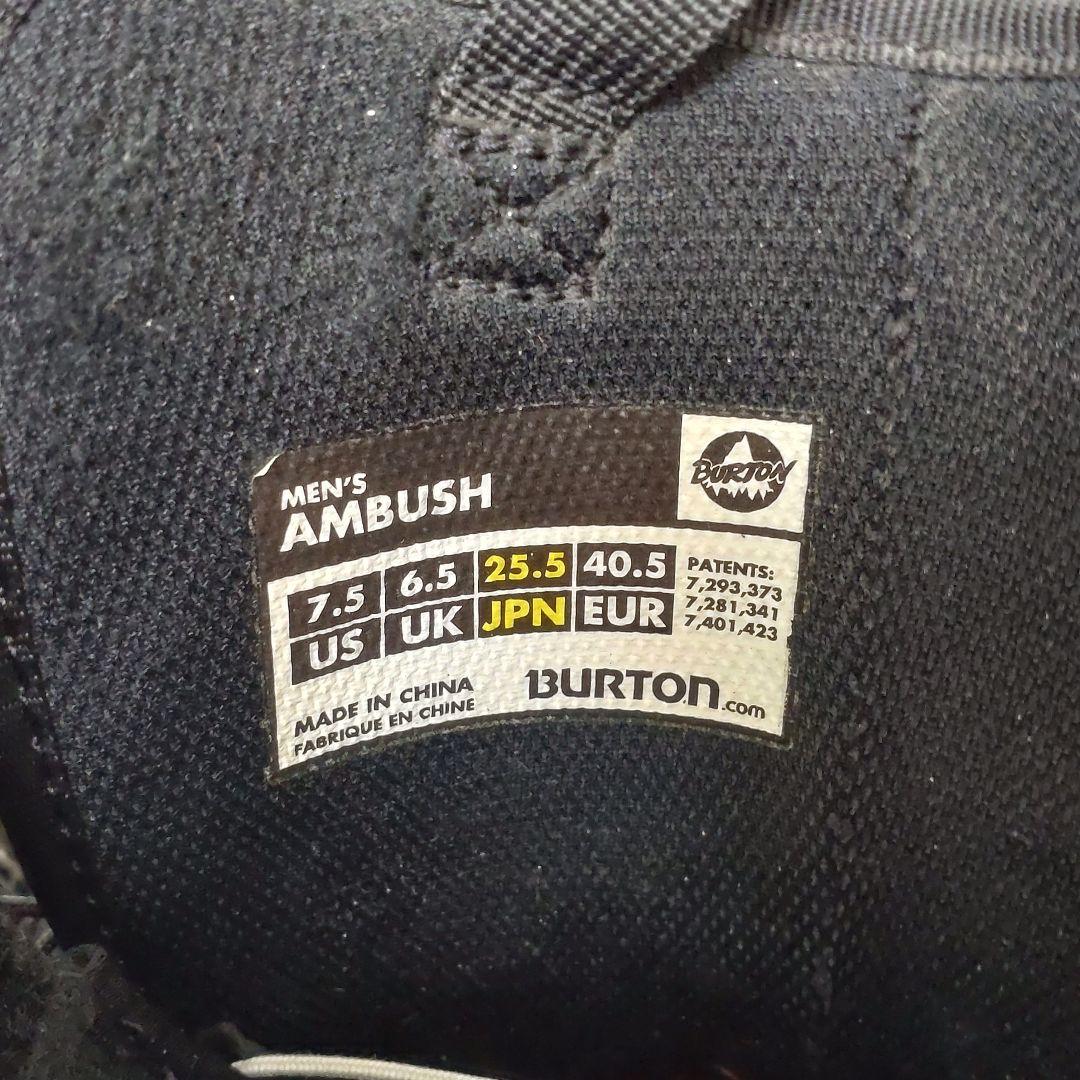 MEN'S
AMBUSH
BURTON
7.5 6.5 25.5 40.5
US UK JPN EUR
PATENTS:
7,293,373
7,281,341
7,401,423
MADE IN CHINA
FABRIQUE EN CHINE
BURTON.com